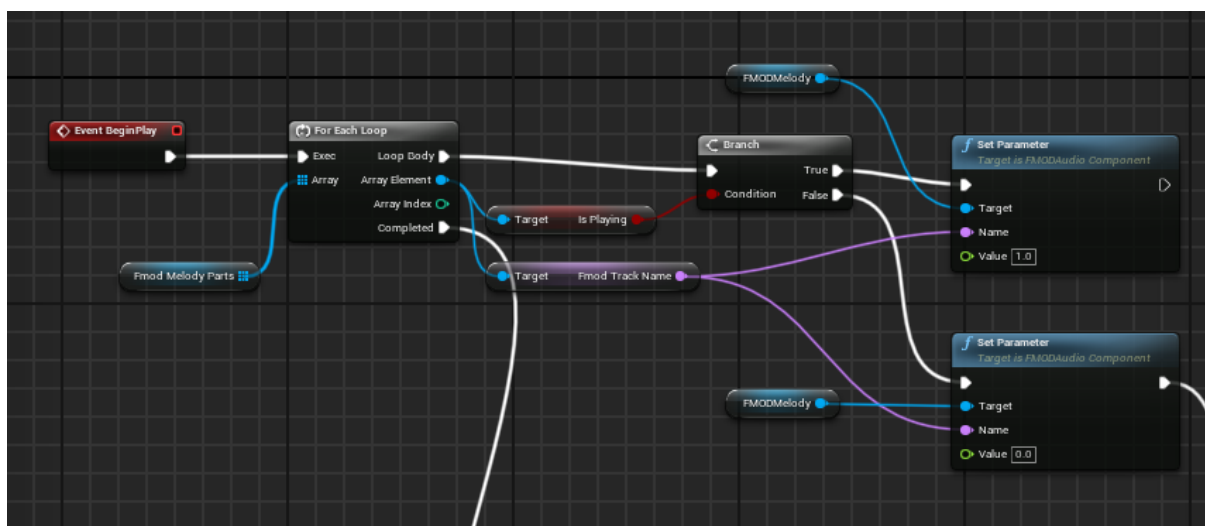 FMODMelody
Event BeginPlay
For Each Loop
Exec Loop Body
Array Array Element
Array Index
Completed
Fmod Melody Parts
Target Is Playing
Target Fmod Track Name
Branch
True
Condition False
Set Parameter
Target is FMODAudio Component
Target
Name
Value 1.0
Set Parameter
Target is FMODAudio Component
FMODMelody
Target
Name
Value 0.0